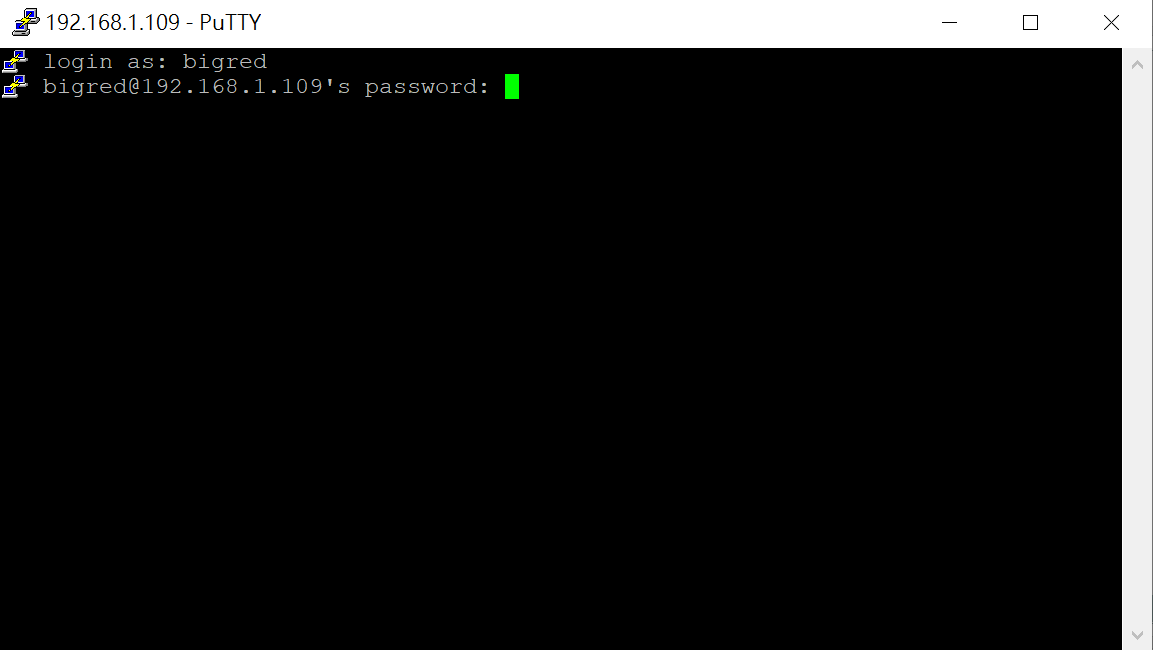 192.168.1.109 - PuTTY
login as: bigred
bigred@192.168.1.109's password: